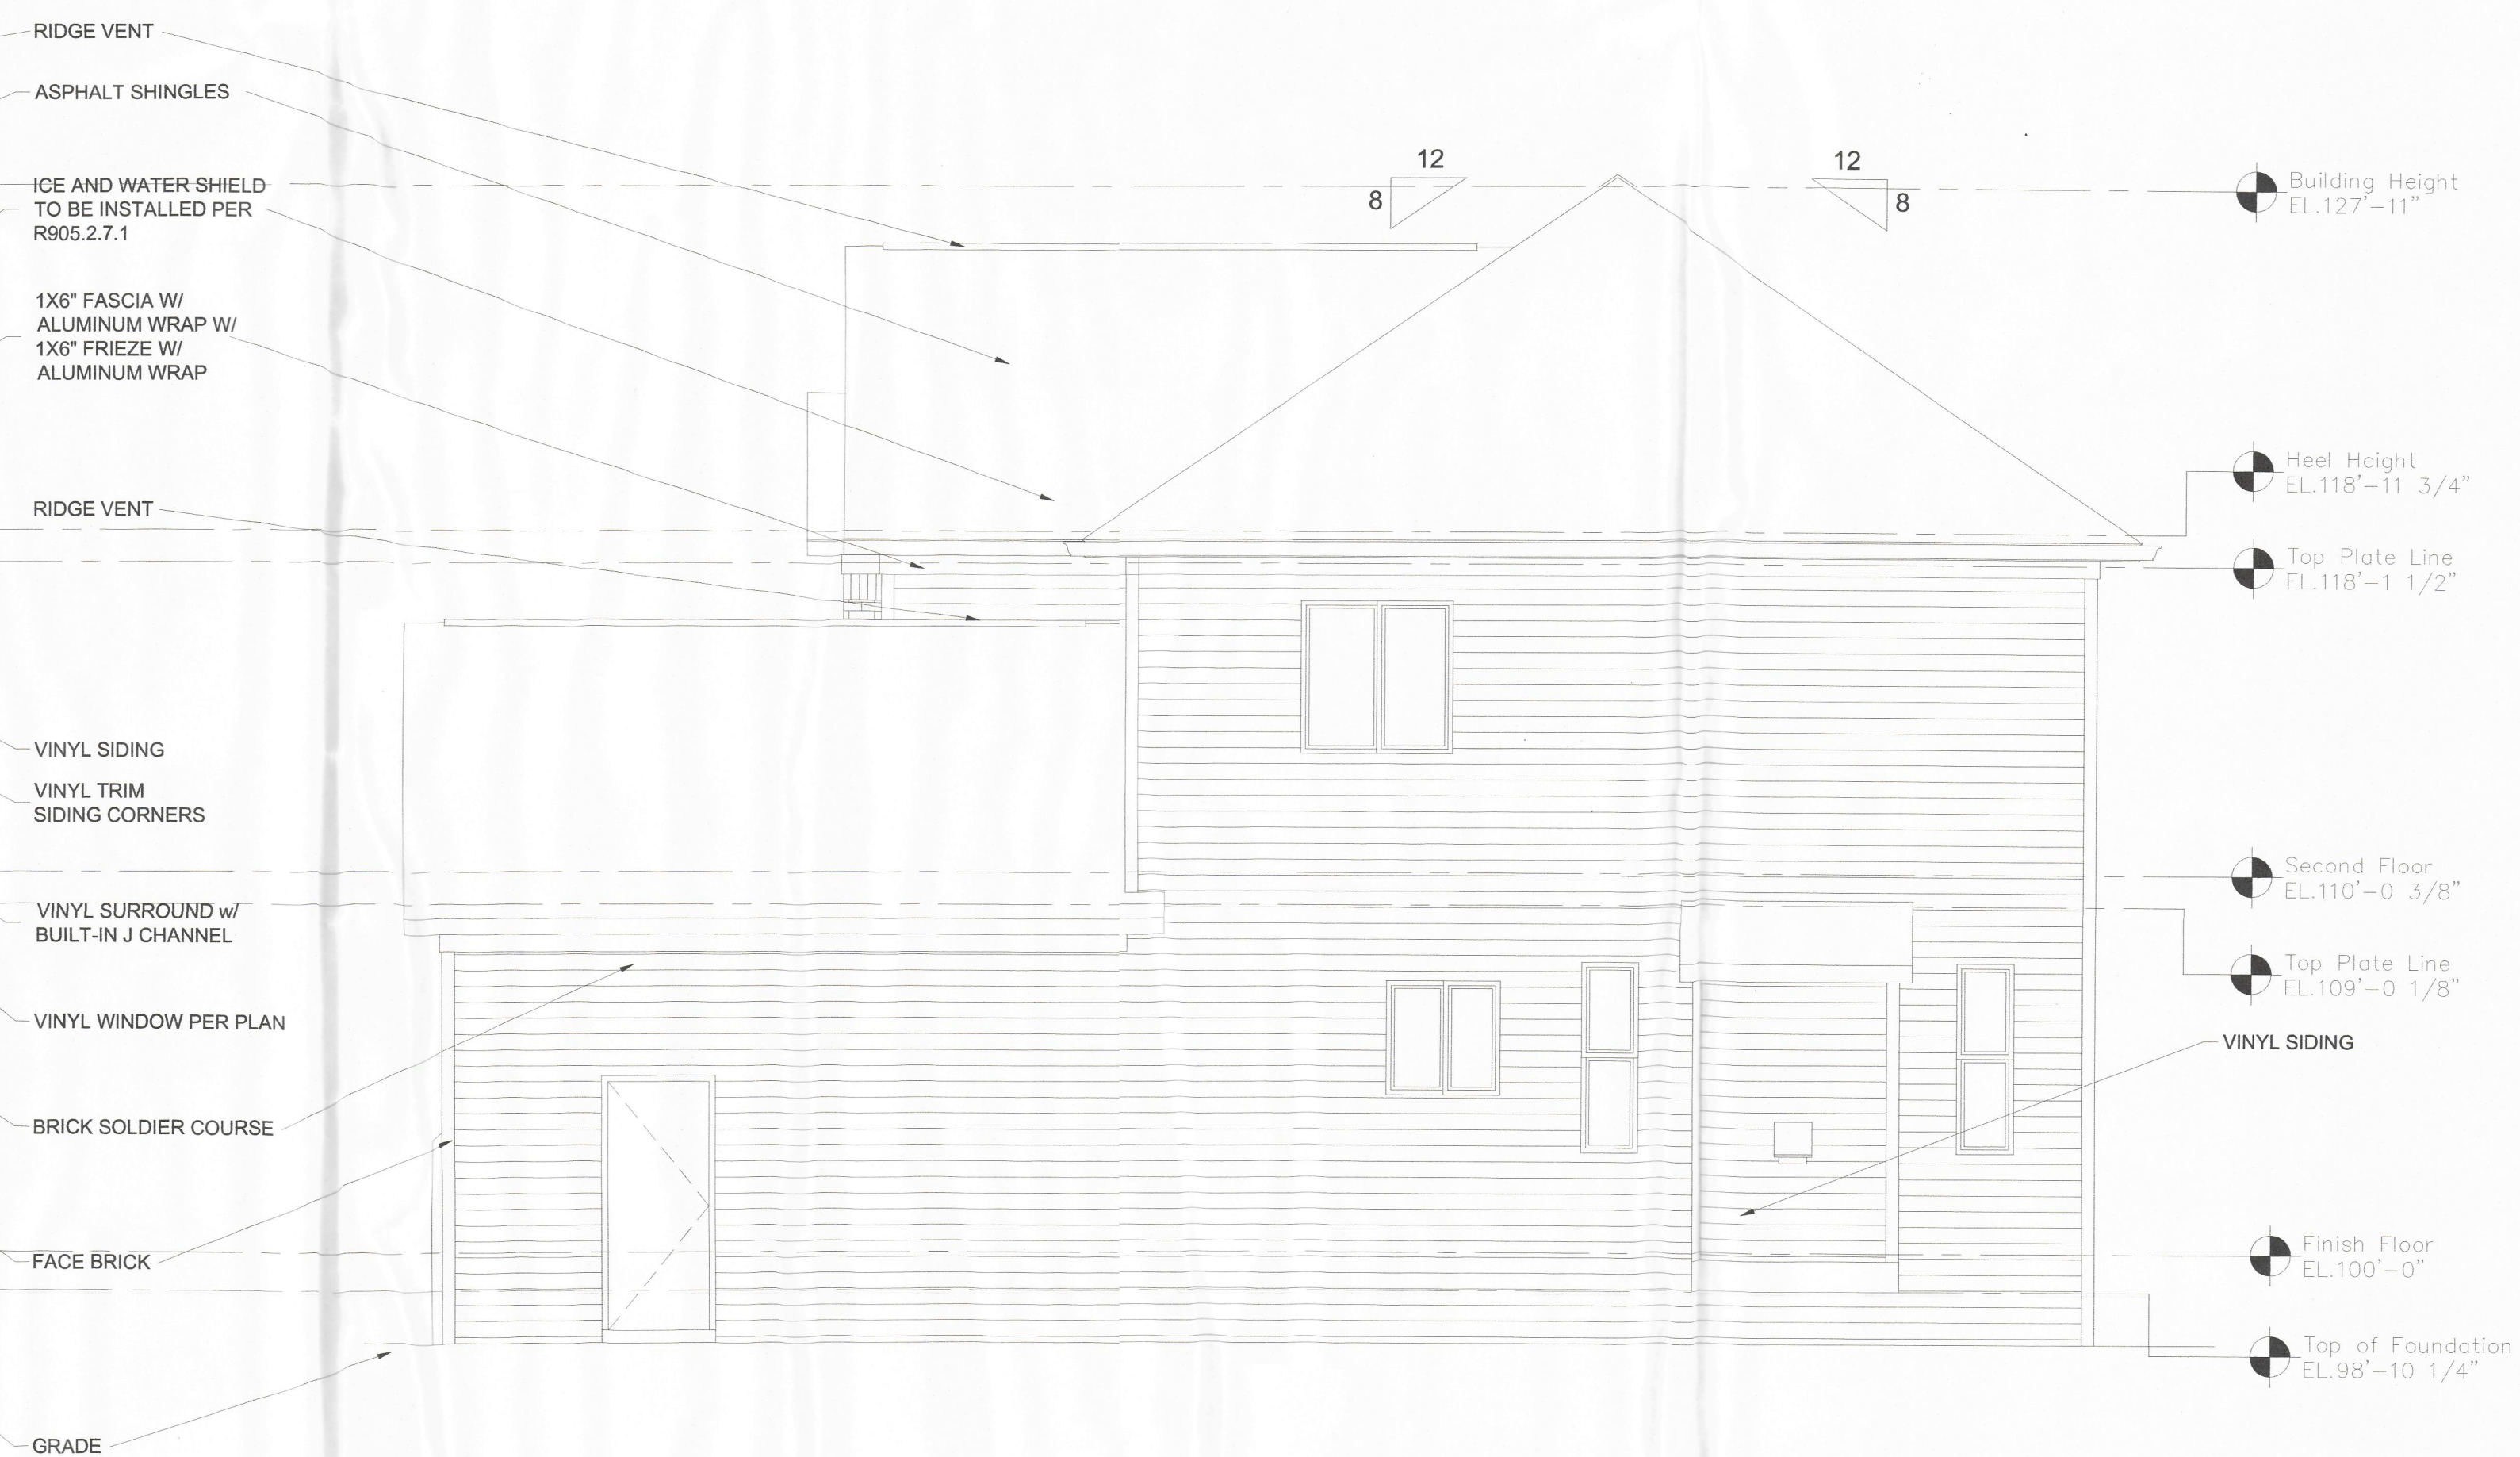 RIDGE VENT
ASPHALT SHINGLES
ICE AND WATER SHIELD
TO BE INSTALLED PER
R905.2.7.1
1X6" FASCIA W/
ALUMINUM WRAP W/
1X6" FRIEZE W/
ALUMINUM WRAP
RIDGE VENT
VINYL SIDING
VINYL TRIM
SIDING CORNERS
VINYL SURROUND w/
BUILT-IN J CHANNEL
VINYL WINDOW PER PLAN
BRICK SOLDIER COURSE
FACE BRICK
GRADE
12
8
12
8
Building Height
EL.127'-11"
Heel Height
EL.118'-11 3/4"
Top Plate Line
EL.118'-1 1/2"
Second Floor
EL.110'-0 3/8"
Top Plate Line
EL.109'-0 1/8"
VINYL SIDING
Finish Floor
EL.100'-0"
Top of Foundation
EL.98'-10 1/4"